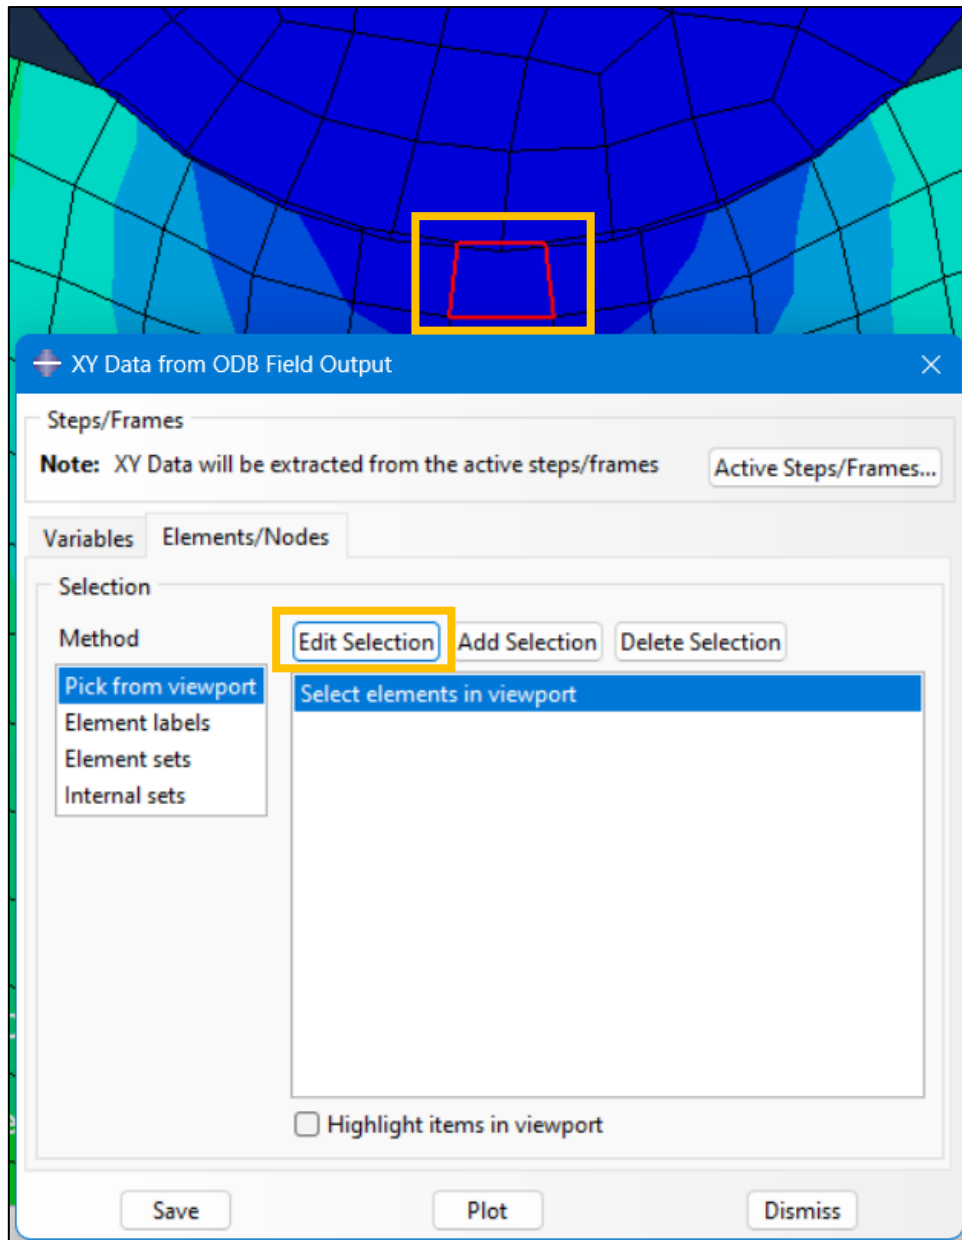 XY Data from ODB Field Output
Steps/Frames
Note: XY Data will be extracted from the active steps/frames
Active Steps/Frames...
Variables
Elements/Nodes
Selection
Method
Edit Selection
Add Selection
Delete Selection
Pick from viewport
Element labels
Element sets
Internal sets
Select elements in viewport
Highlight items in viewport
Save
Plot
Dismiss